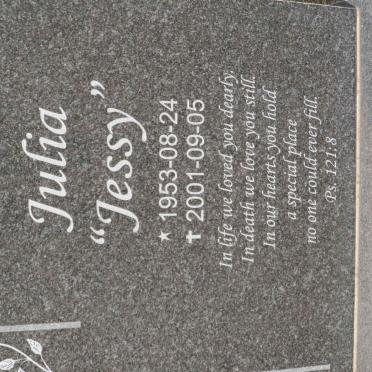 Julia
"Jessy"
★ 1953-08-24
✝ 2001-09-05
In life we loved you dearly,
In death we love you still.
In our hearts you hold
a special place
no one could ever fill.
Ps. 121:8